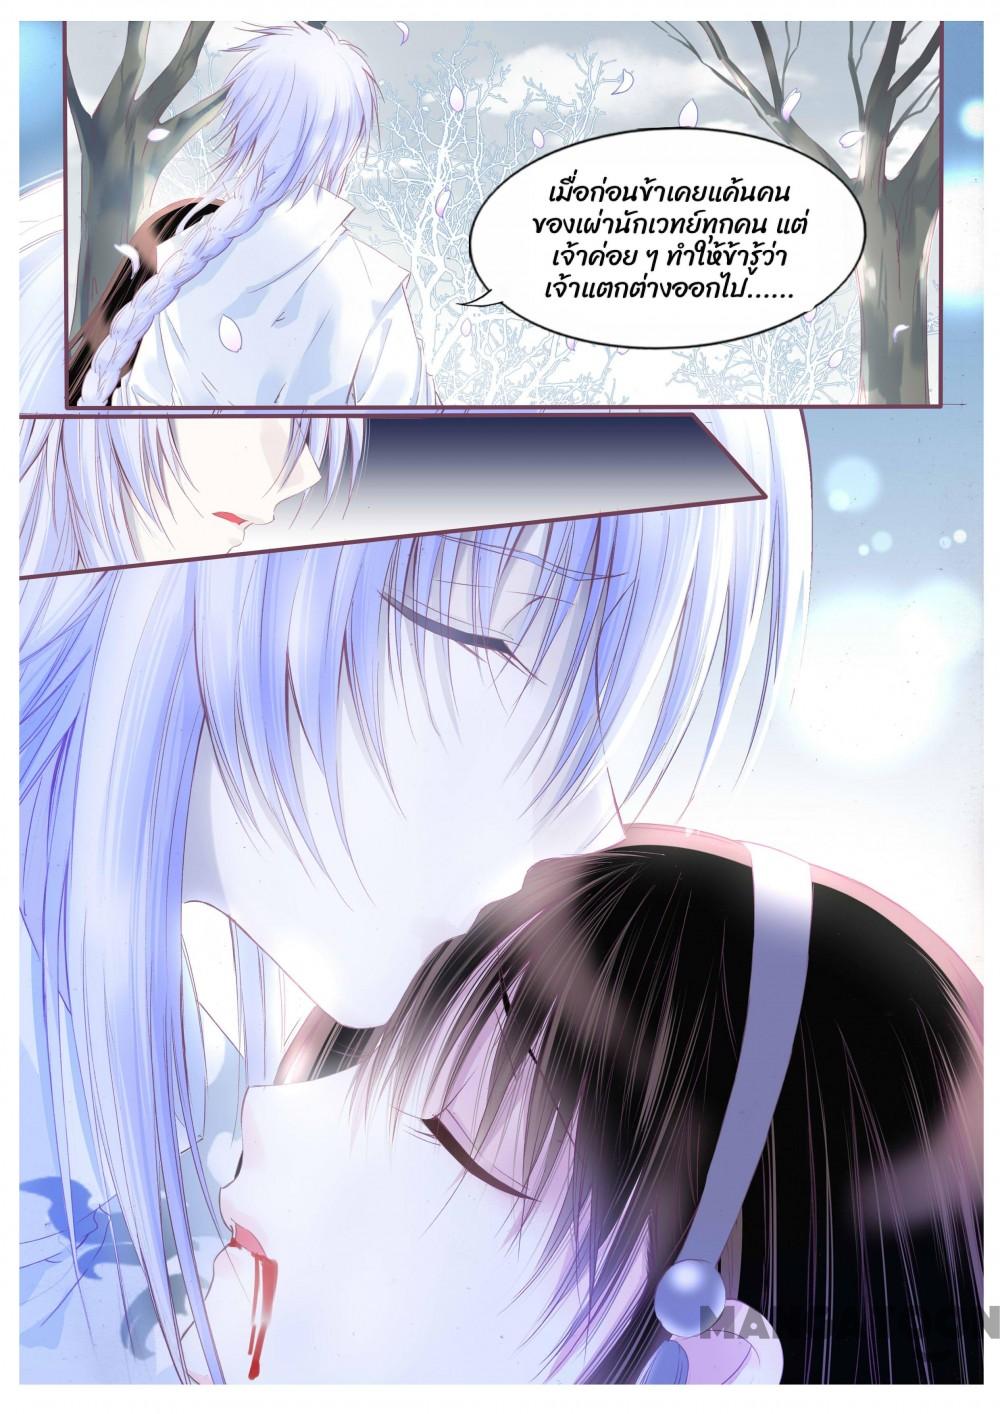 เมื่อก่อนข้าเคยแค้นคน
ของเผ่านักเวทย์ทุกคน แต่
เจ้าค่อย ๆ ทำให้ข้ารู้ว่า
เจ้าแตกต่างออกไป......
MANGATOON